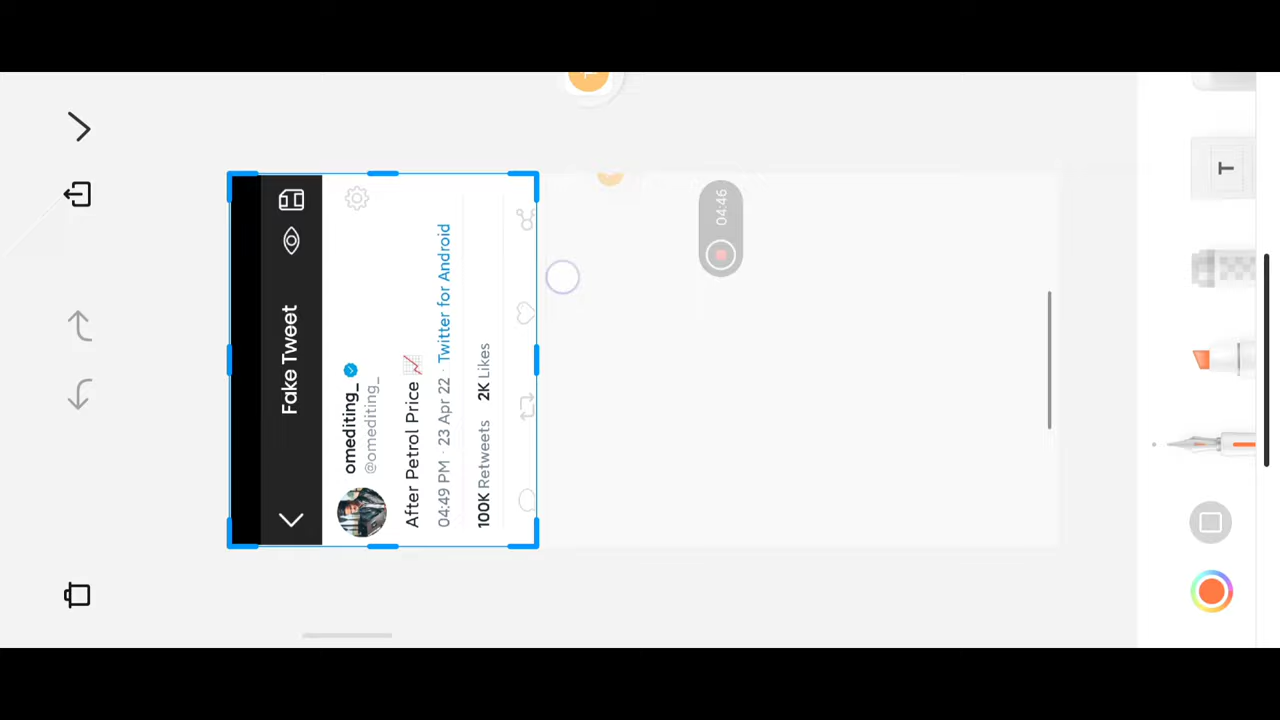 Fake Tweet
omediting_
@omediting_
After Petrol Price 📈
04:49 PM · 23 Apr 22 · Twitter for Android
100K Retweets 2K Likes
04:46
T